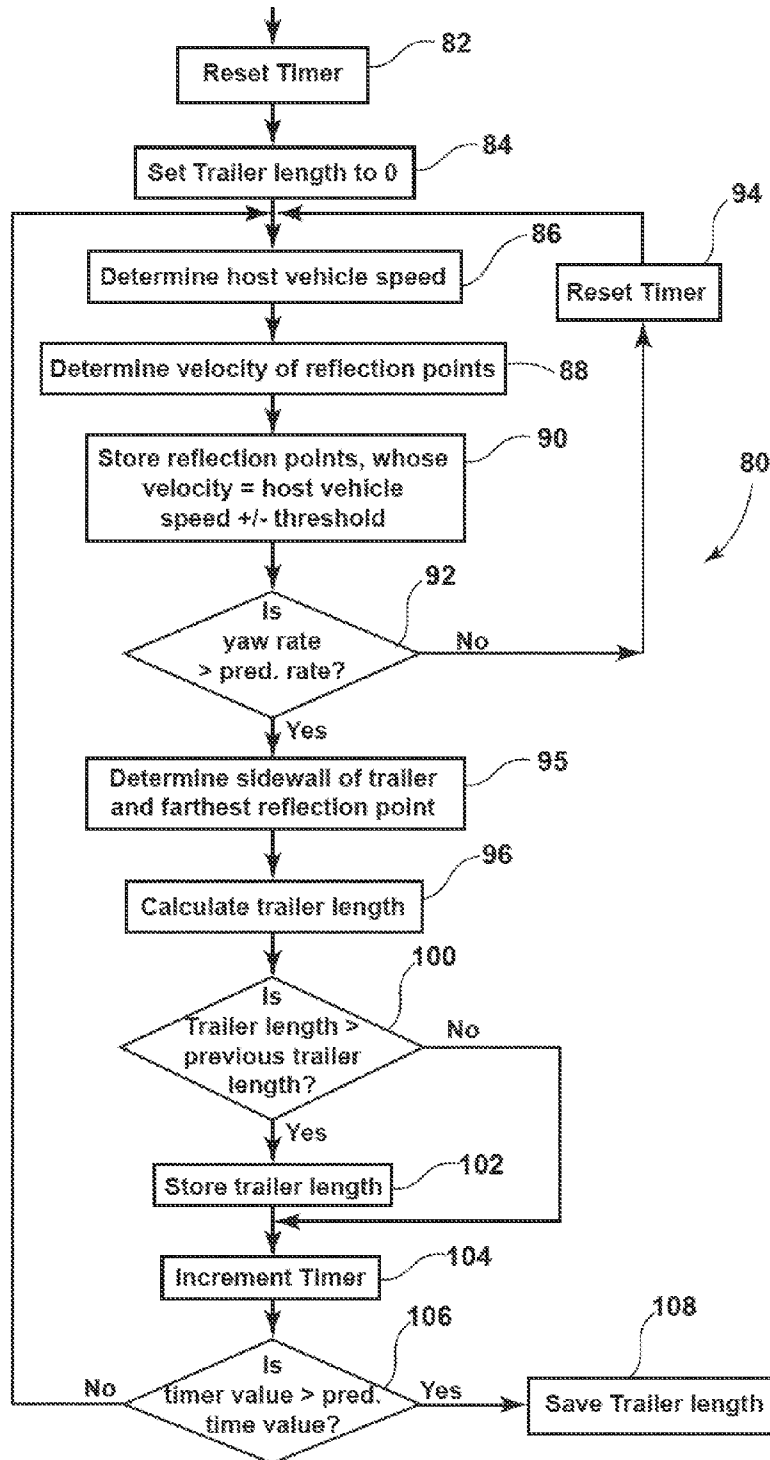 82
Reset Timer
84
Set Trailer length to 0
94
86
Determine host vehicle speed
Reset Timer
Determine velocity of reflection points
88
90
Store reflection points, whose
velocity = host vehicle
speed +/- threshold
80
92
Is
yaw rate
> pred. rate?
No
Yes
95
Determine sidewall of trailer
and farthest reflection point
96
Calculate trailer length
100
Is
Trailer length >
previous trailer
length?
No
Yes
102
Store trailer length
104
Increment Timer
106
108
Is
timer value > pred.
time value?
No
Yes
Save Trailer length